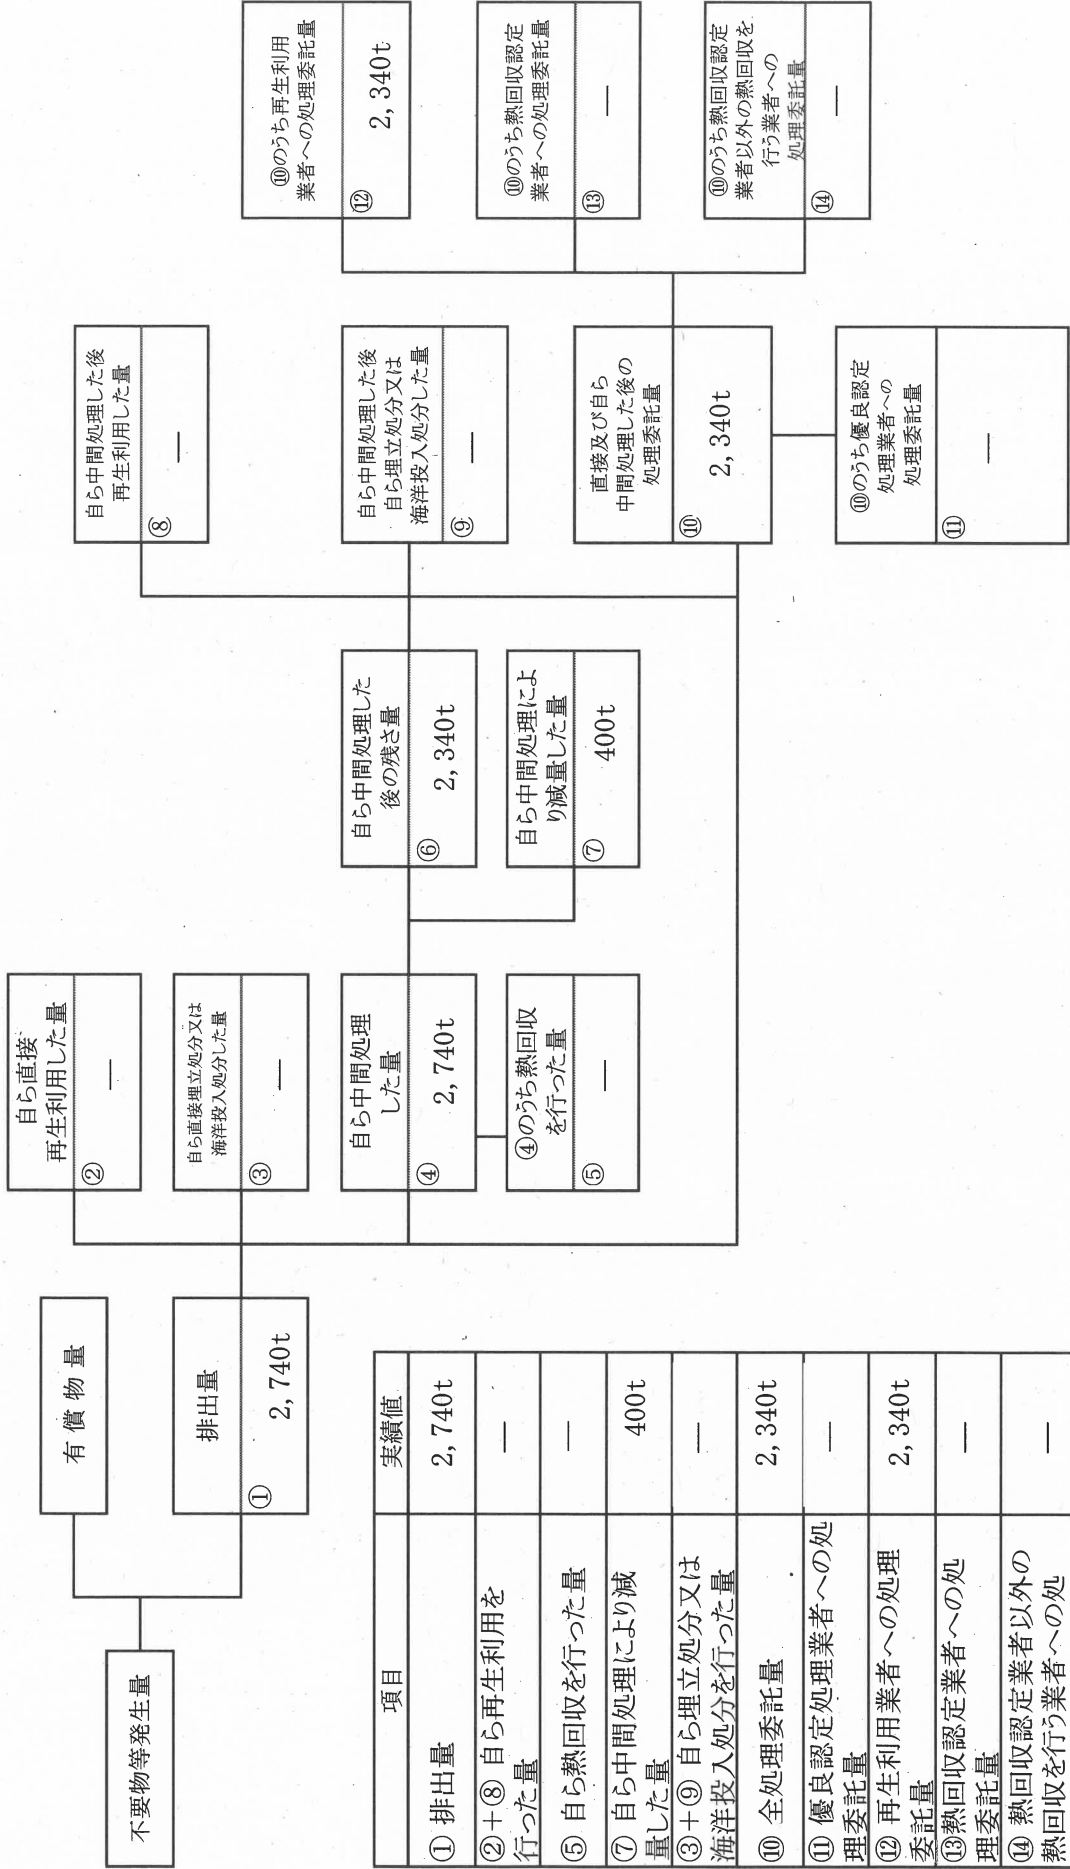 不要物等発生量
有償物量
排出量
①
2,740t
自ら直接
再生利用した量
②
―
自ら直接埋立処分又は
海洋投入処分した量
③
―
自ら中間処理
した量
④
2,740t
④のうち熱回収
を行った量
⑤
―
自ら中間処理した
後の残さ量
⑥
2,340t
自ら中間処理によ
り減量した量
⑦
400t
自ら中間処理した後
再生利用した量
⑧
―
自ら中間処理した後
自ら埋立処分又は
海洋投入処分した量
⑨
―
直接及び自ら
中間処理した後の
処理委託量
⑩
2,340t
⑩のうち優良認定
処理業者への
処理委託量
⑪
―
⑩のうち再生利用
業者への処理委託量
⑫
2,340t
⑩のうち熱回収認定
業者への処理委託量
⑬
―
⑩のうち熱回収認定
業者以外の熱回収を
行う業者への
処理委託量
⑭
―
項目 実績値
① 排出量 2,740t
②+⑧ 自ら再生利用を
行った量 ―
⑤ 自ら熱回収を行った量 ―
⑦ 自ら中間処理により減
量した量 400t
③+⑨ 自ら埋立処分又は
海洋投入処分を行った量 ―
⑩ 全処理委託量 2,340t
⑪ 優良認定処理業者への処
理委託量 ―
⑫ 再生利用業者への処理
委託量 2,340t
⑬熱回収認定業者への処
理委託量 ―
⑭ 熱回収認定業者以外の
熱回収を行う業者への処 ―